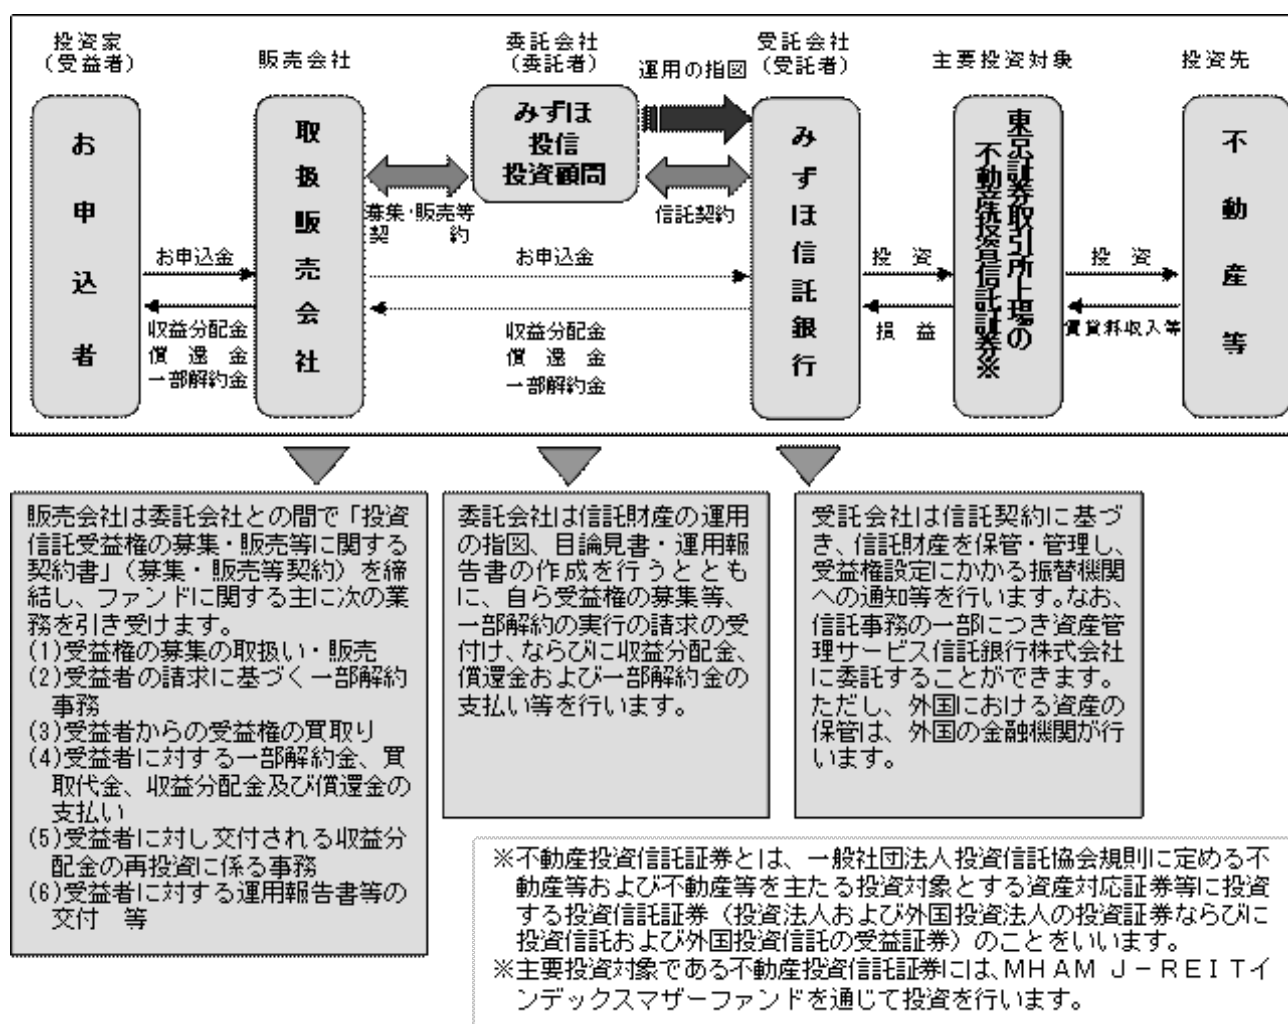 投資家
(受益者)
販売会社
委託会社
(委託者)
運用の指図
受託会社
(受託者)
主要投資対象
投資先
お申込者
取扱販売会社
みずほ
投信
投資顧問
みずほ信託銀行
東京証券取引所上場の
不動産投資信託証券※
不動産等
募集・販売等
契約
信託契約
お申込金
お申込金
投資
投資
収益分配金
償還金
一部解約金
収益分配金
償還金
一部解約金
損益
賃貸料収入等
販売会社は委託会社との間で「投資
信託受益権の募集・販売等に関する
契約書」(募集・販売等契約)を締
結し、ファンドに関する主に次の業
務を引き受けます。
(1)受益権の募集の取扱い・販売
(2)受益者の請求に基づく一部解約
事務
(3)受益者からの受益権の買取り
(4)受益者に対する一部解約金、買
取代金、収益分配金及び償還金の
支払い
(5)受益者に対し交付される収益分
配金の再投資に係る事務
(6)受益者に対する運用報告書等の
交付 等
委託会社は信託財産の運用
の指図、目論見書・運用報
告書の作成を行うととも
に、自ら受益権の募集等、
一部解約の実行の請求の受
付け、ならびに収益分配金、
償還金および一部解約金の
支払い等を行います。
受託会社は信託契約に基づ
き、信託財産を保管・管理し、
受益権設定にかかる振替機関
への通知等を行います。なお、
信託事務の一部につき資産管
理サービス信託銀行株式会社
に委託することができます。
ただし、外国における資産の
保管は、外国の金融機関が行
います。
※不動産投資信託証券とは、一般社団法人投資信託協会規則に定める不
動産等および不動産等を主たる投資対象とする資産対応証券等に投資
する投資信託証券(投資法人および外国投資法人の投資証券ならびに
投資信託および外国投資信託の受益証券)のことをいいます。
※主要投資対象である不動産投資信託証券には、MHAM J-REITイ
ンデックスマザーファンドを通じて投資を行います。